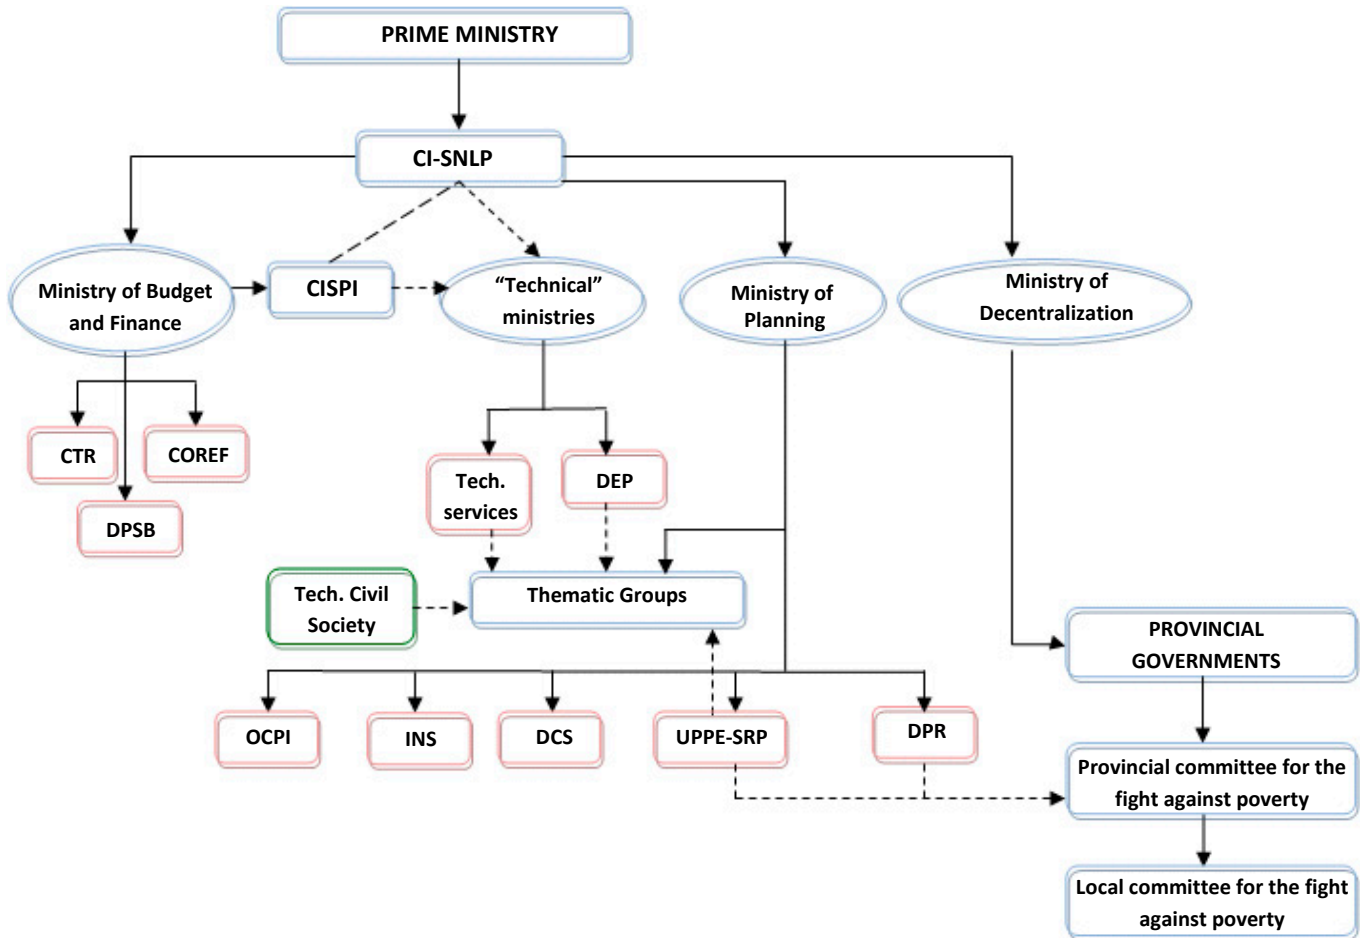 PRIME MINISTRY
CI-SNLP
Ministry of Budget
and Finance
CISPI
“Technical”
ministries
Ministry of
Planning
Ministry of
Decentralization
CTR
COREF
DPSB
Tech.
services
DEP
Tech. Civil
Society
Thematic Groups
PROVINCIAL
GOVERNMENTS
OCPI
INS
DCS
UPPE-SRP
DPR
Provincial committee for the
fight against poverty
Local committee for the fight
against poverty